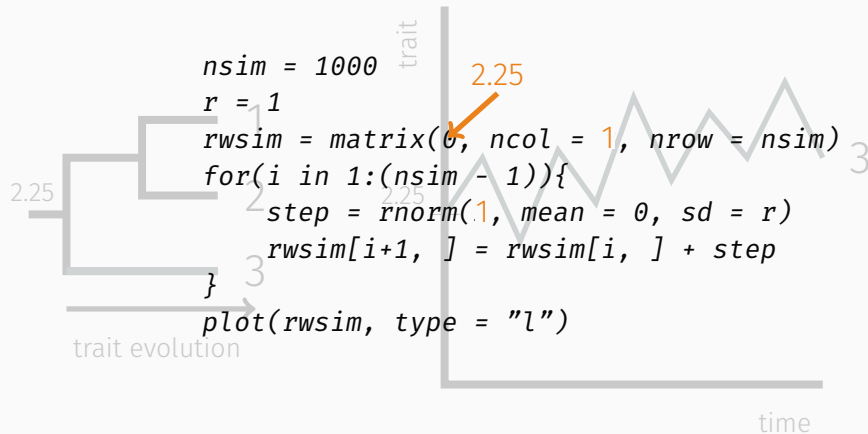 trait
2.25
nsim = 1000
r = 1
1
rwsim = matrix(0, ncol = 1, nrow = nsim)
3
for(i in 1:(nsim - 1)){
2.25
2
2.25
step = rnorm(1, mean = 0, sd = r)
rwsim[i+1, ] = rwsim[i, ] + step
3
}
plot(rwsim, type = ”l”)
trait evolution
time